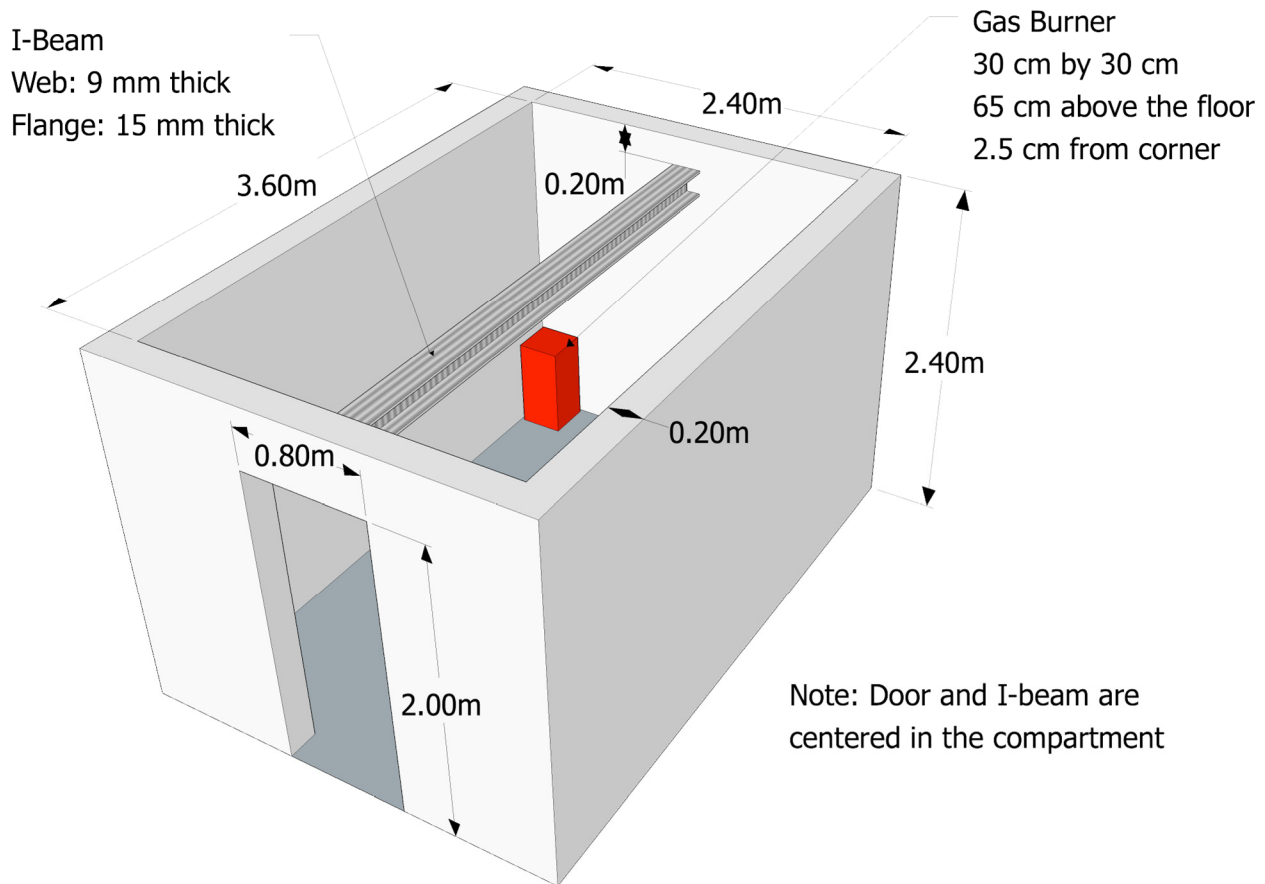 I-Beam
Web: 9 mm thick
Flange: 15 mm thick
Gas Burner
30 cm by 30 cm
65 cm above the floor
2.5 cm from corner
2.40m
3.60m
0.20m
2.40m
0.20m
0.80m
2.00m
Note: Door and I-beam are
centered in the compartment